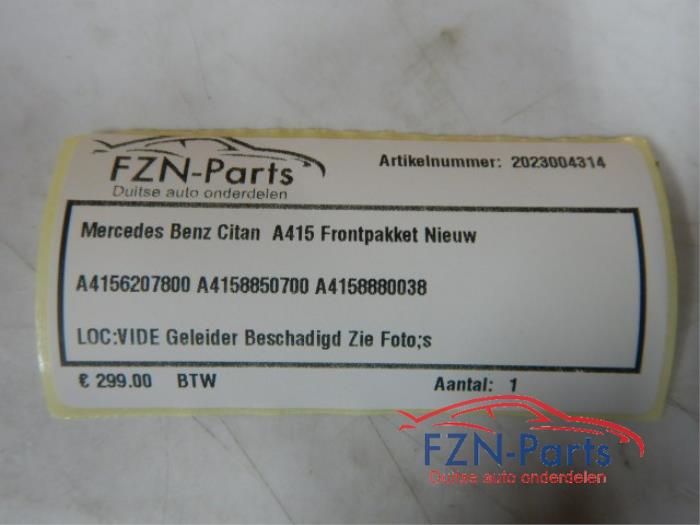 FZN-Parts
Duitse auto onderdelen
Artikelnummer: 2023004314
Mercedes Benz Citan A415 Frontpakket Nieuw
A4156207800 A4158850700 A4158880038
LOC:VIDE Geleider Beschadigd Zie Foto;s
€ 299.00 BTW
Aantal: 1
FZN-Parts
Duitse auto onderdelen